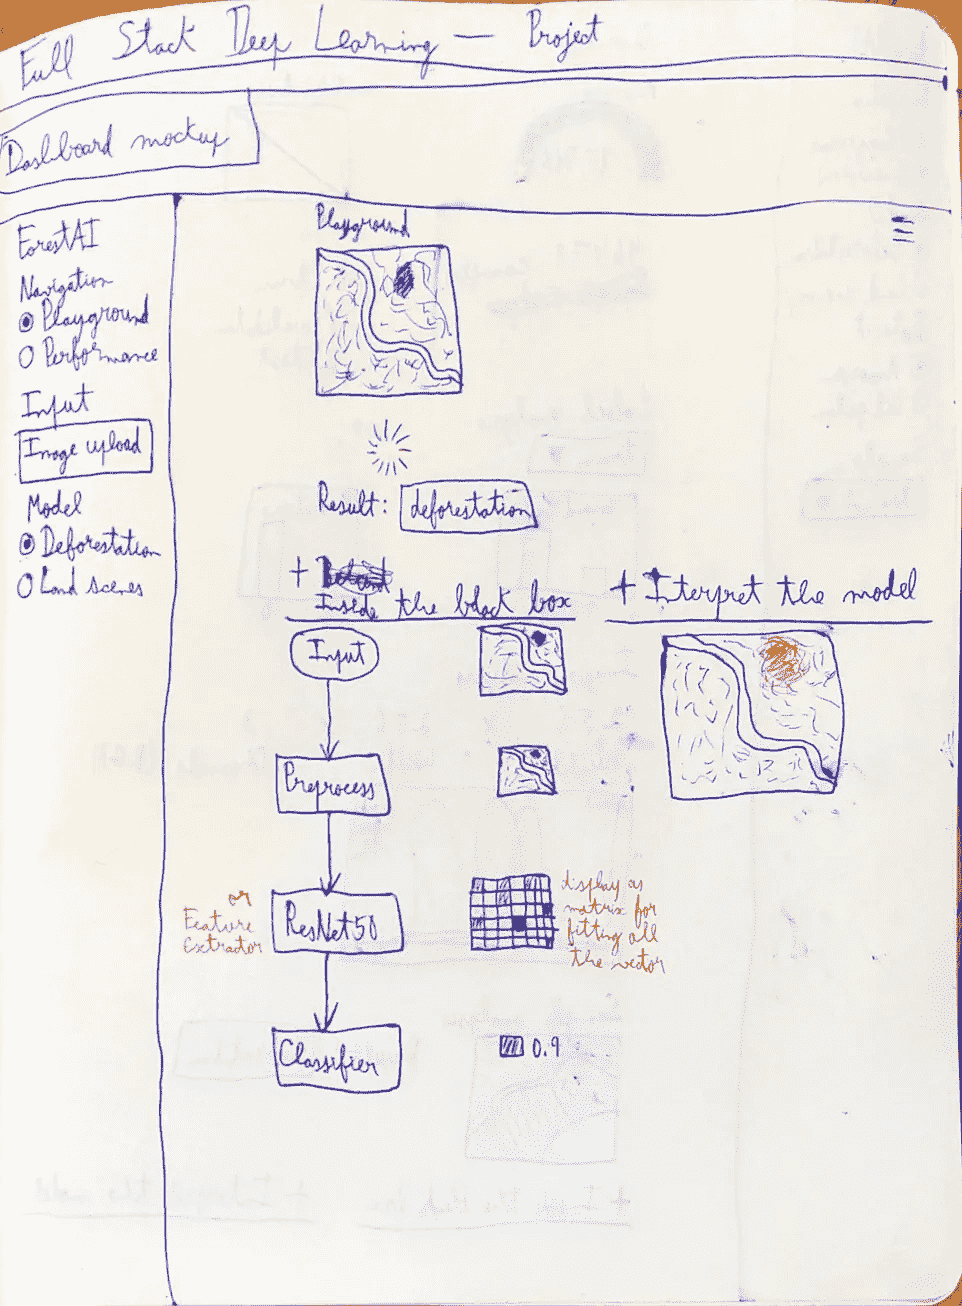 Full Stack Deep Learning — Project
Dashboard mockup
ForestAI
Navigation
Playground
Performance
Input
Image upload
Model
Deforestation
Land scenes
Playground
Result: deforestation
+ Inside the black box
Input
Preprocess
or
Feature
Extractor
ResNet50
display as
matrix for
fitting all
the vector
Classifier
0.9
+ Interpret the model